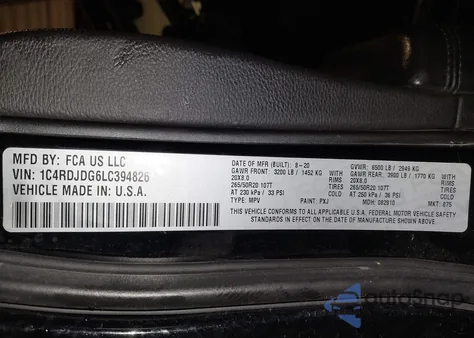 MFD BY: FCA US LLC
VIN: 1C4RDJDG6LC394826
VEHICLE MADE IN: U.S.A.
DATE OF MFR (BUILT): 8-20 GVWR: 6500 LB / 2949 KG
GAWR FRONT: 3200 LB / 1452 KG WITH GAWR REAR: 3900 LB / 1770 KG WITH
20X8.0 RIMS 20X8.0 RIMS
265/50R20 107T TIRES 265/50R20 107T TIRES
AT 230 kPa / 33 PSI COLD AT 250 kPa / 36 PSI COLD
TYPE: MPV PAINT: PXJ MDH: 082910 MKT: 875
THIS VEHICLE CONFORMS TO ALL APPLICABLE U.S.A. FEDERAL MOTOR VEHICLE SAFETY
STANDARDS IN EFFECT ON THE DATE OF MANUFACTURE SHOWN ABOVE.
autosnap